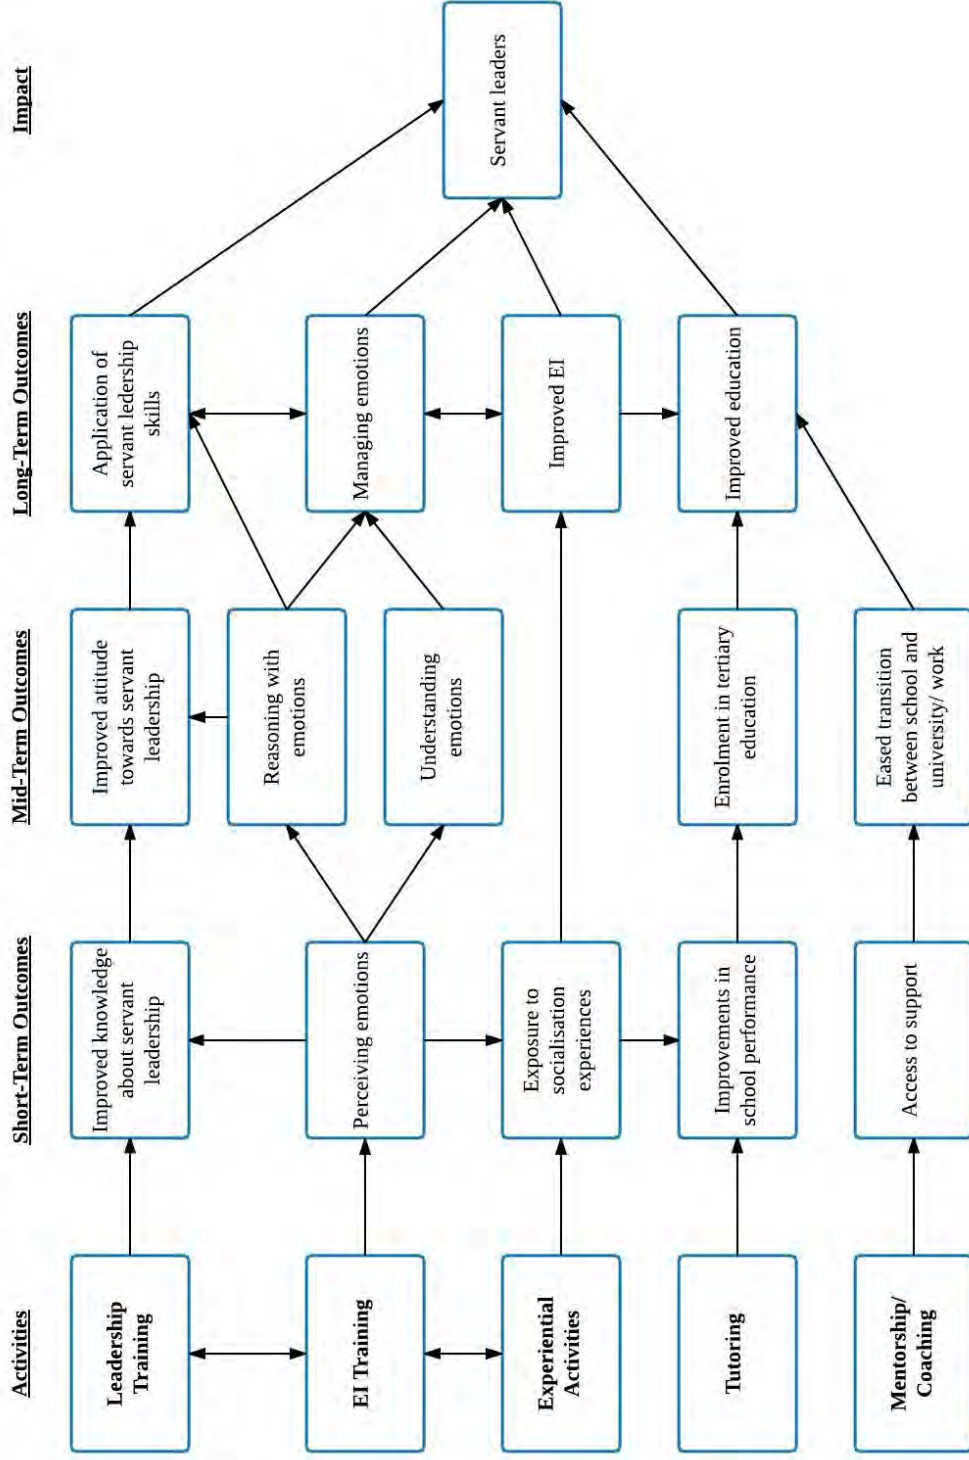 Activities
Short-Term Outcomes
Mid-Term Outcomes
Long-Term Outcomes
Impact
Leadership
Training
Improved knowledge
about servant
leadership
Improved attitude
towards servant
leadership
Application of
servant ledership
skills
Reasoning with
emotions
EI Training
Perceiving emotions
Understanding
emotions
Managing emotions
Servant leaders
Experiential
Activities
Exposure to
socialisation
experiences
Improved EI
Tutoring
Improvements in
school performance
Enrolment in tertiary
education
Improved education
Mentorship/
Coaching
Access to support
Eased transition
between school and
university/ work